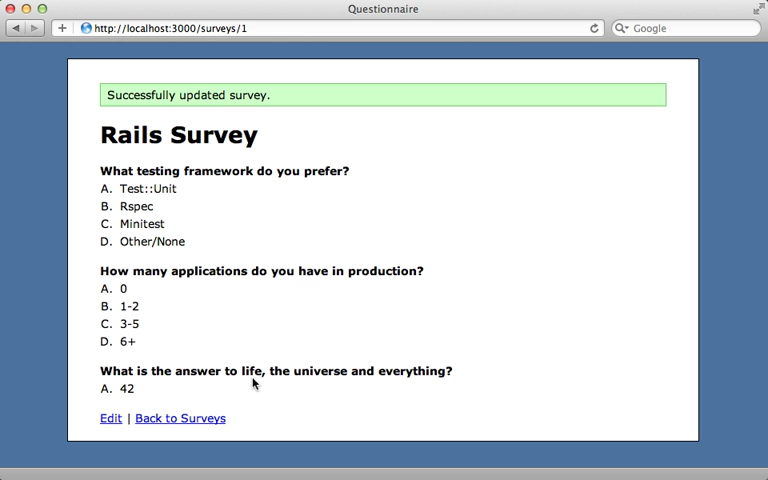 Questionnaire
http://localhost:3000/surveys/1
Google
Successfully updated survey.
Rails Survey
What testing framework do you prefer?
A. Test::Unit
B. Rspec
C. Minitest
D. Other/None
How many applications do you have in production?
A. 0
B. 1-2
C. 3-5
D. 6+
What is the answer to life, the universe and everything?
A. 42
Edit | Back to Surveys